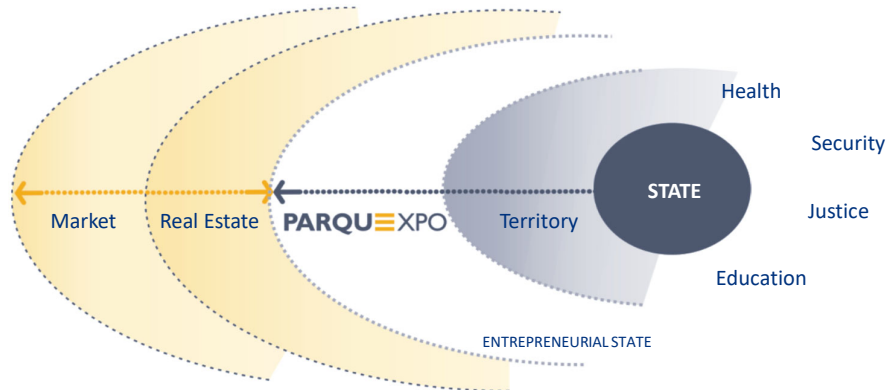 Health
Security
STATE
Market
Real Estate
PARQUEXPO
Territory
Justice
Education
ENTREPRENEURIAL STATE